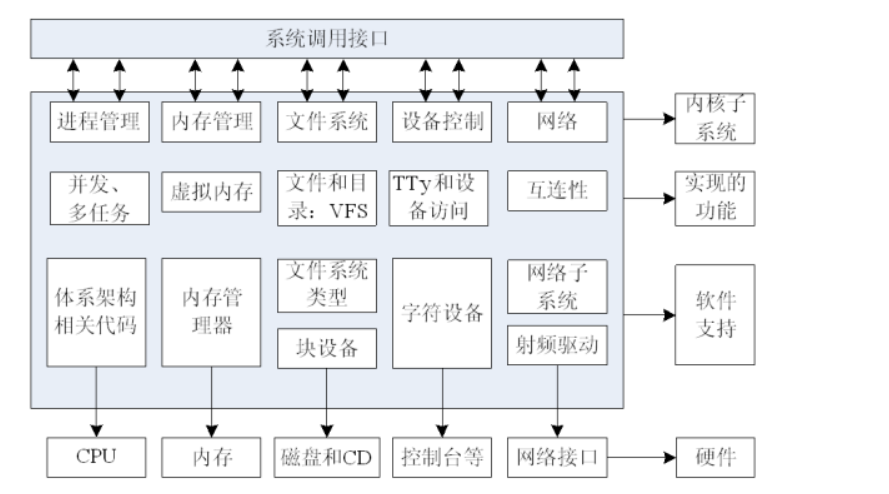 系统调用接口
进程管理
内存管理
文件系统
设备控制
网络
内核子
系统
并发、
多任务
虚拟内存
文件和目
录：VFS
TTy和设
备访问
互连性
实现的
功能
体系架构
相关代码
内存管
理器
文件系统
类型
块设备
字符设备
网络子
系统
射频驱动
软件
支持
CPU
内存
磁盘和CD
控制台等
网络接口
硬件